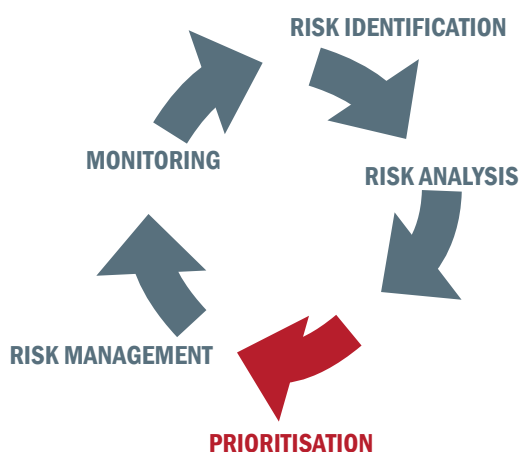 RISK IDENTIFICATION
MONITORING
RISK ANALYSIS
RISK MANAGEMENT
PRIORITISATION